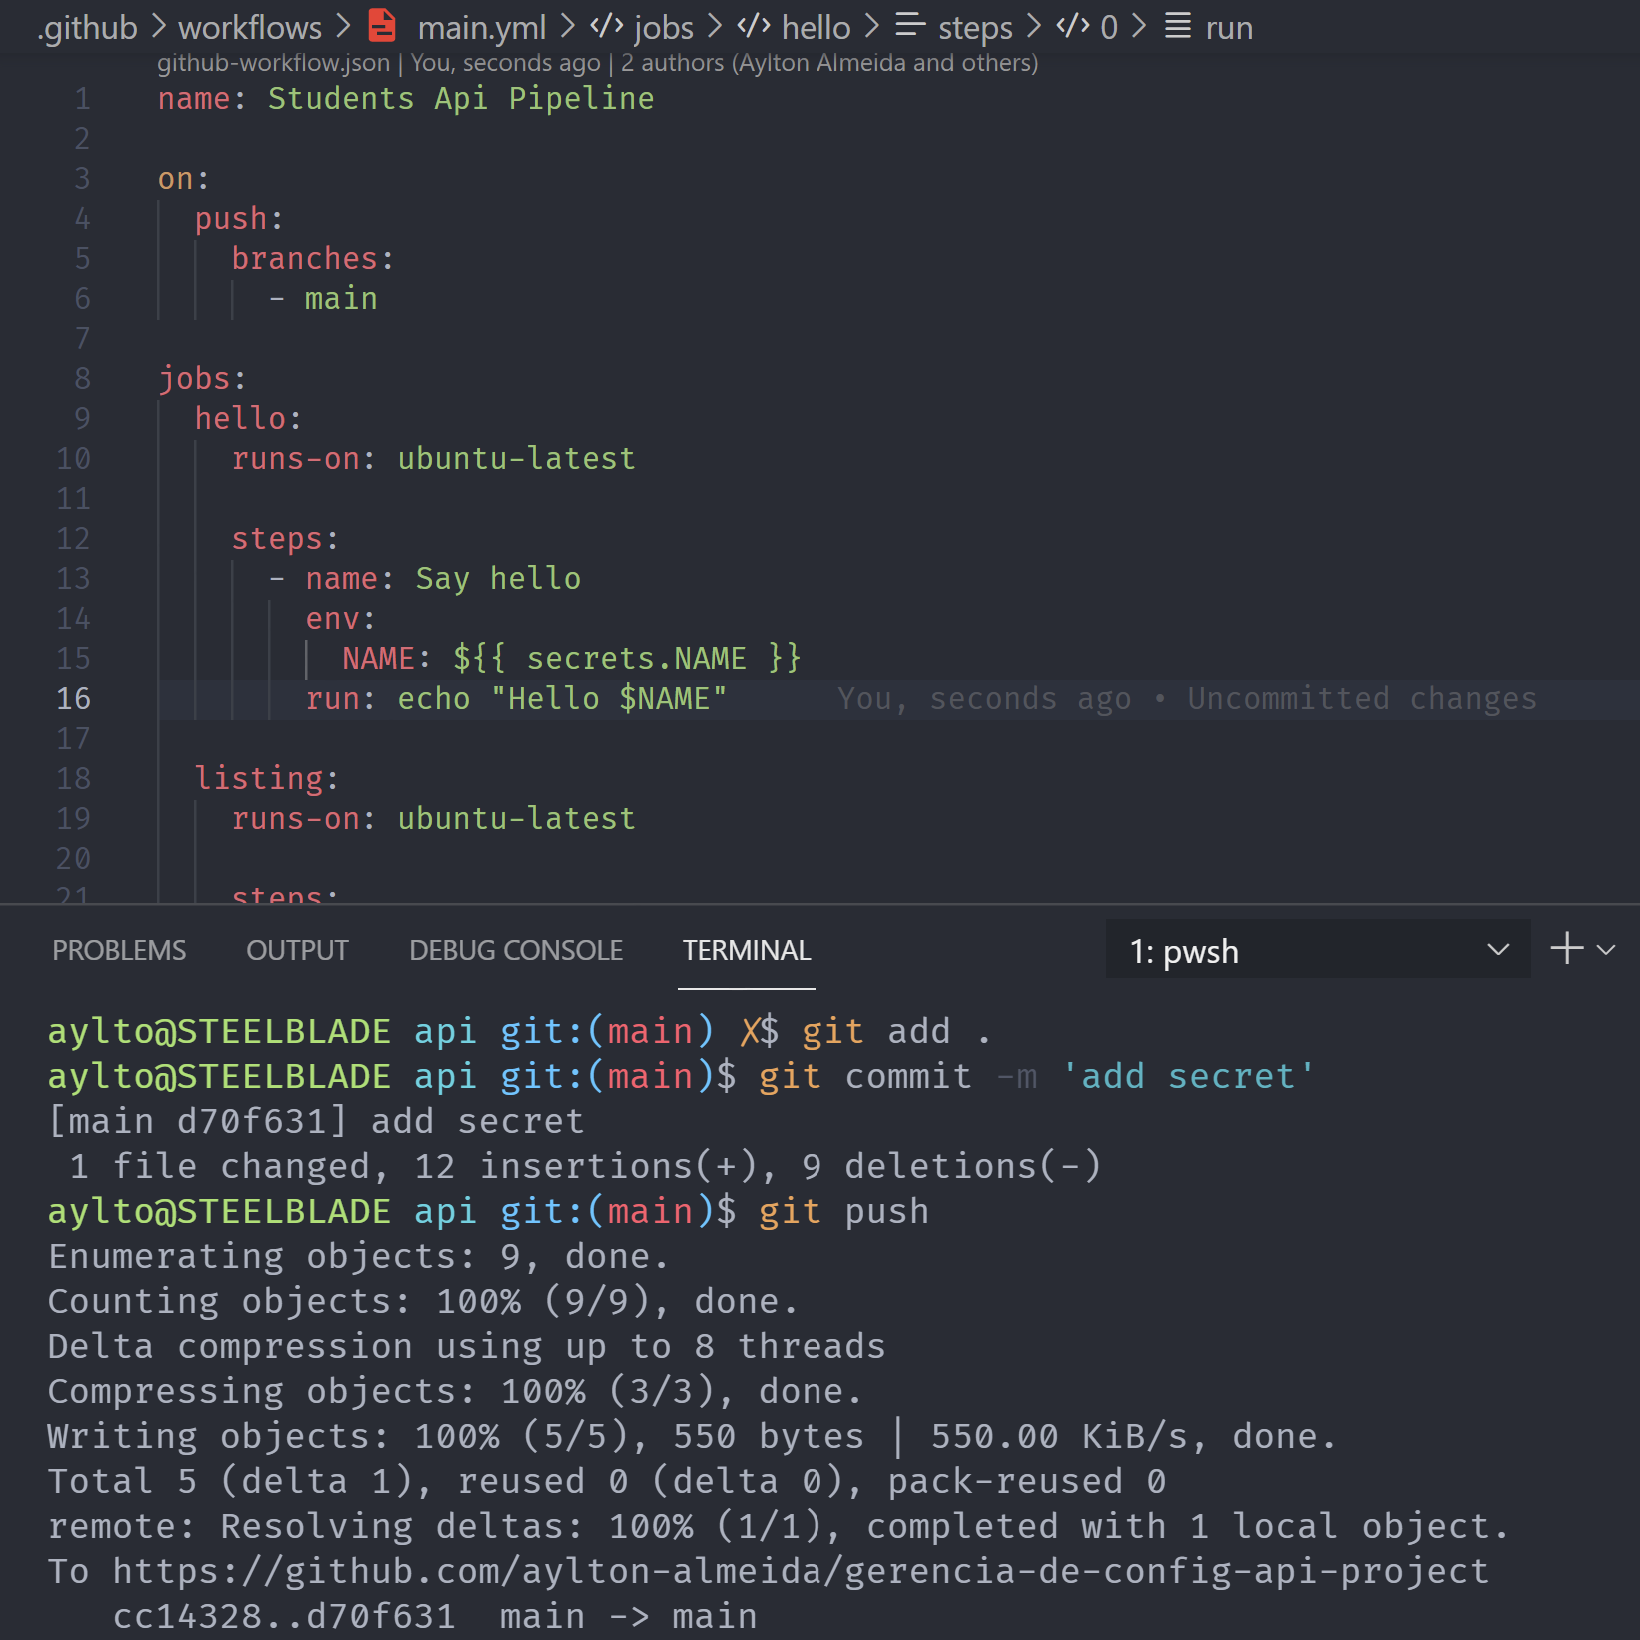 .github > workflows > main.yml > jobs > hello > steps > 0 > run
github-workflow.json | You, seconds ago | 2 authors (Aylton Almeida and others)
1 name: Students Api Pipeline
2
3 on:
4 push:
5 branches:
6 - main
7
8 jobs:
9 hello:
10 runs-on: ubuntu-latest
11
12 steps:
13 - name: Say hello
14 env:
15 NAME: ${{ secrets.NAME }}
16 run: echo "Hello $NAME" You, seconds ago • Uncommitted changes
17
18 listing:
19 runs-on: ubuntu-latest
20
21 steps:
PROBLEMS OUTPUT DEBUG CONSOLE TERMINAL 1: pwsh
aylto@STEELBLADE api git:(main) ✗$ git add .
aylto@STEELBLADE api git:(main)$ git commit -m 'add secret'
[main d70f631] add secret
1 file changed, 12 insertions(+), 9 deletions(-)
aylto@STEELBLADE api git:(main)$ git push
Enumerating objects: 9, done.
Counting objects: 100% (9/9), done.
Delta compression using up to 8 threads
Compressing objects: 100% (3/3), done.
Writing objects: 100% (5/5), 550 bytes | 550.00 KiB/s, done.
Total 5 (delta 1), reused 0 (delta 0), pack-reused 0
remote: Resolving deltas: 100% (1/1), completed with 1 local object.
To https://github.com/aylton-almeida/gerencia-de-config-api-project
cc14328..d70f631 main -> main